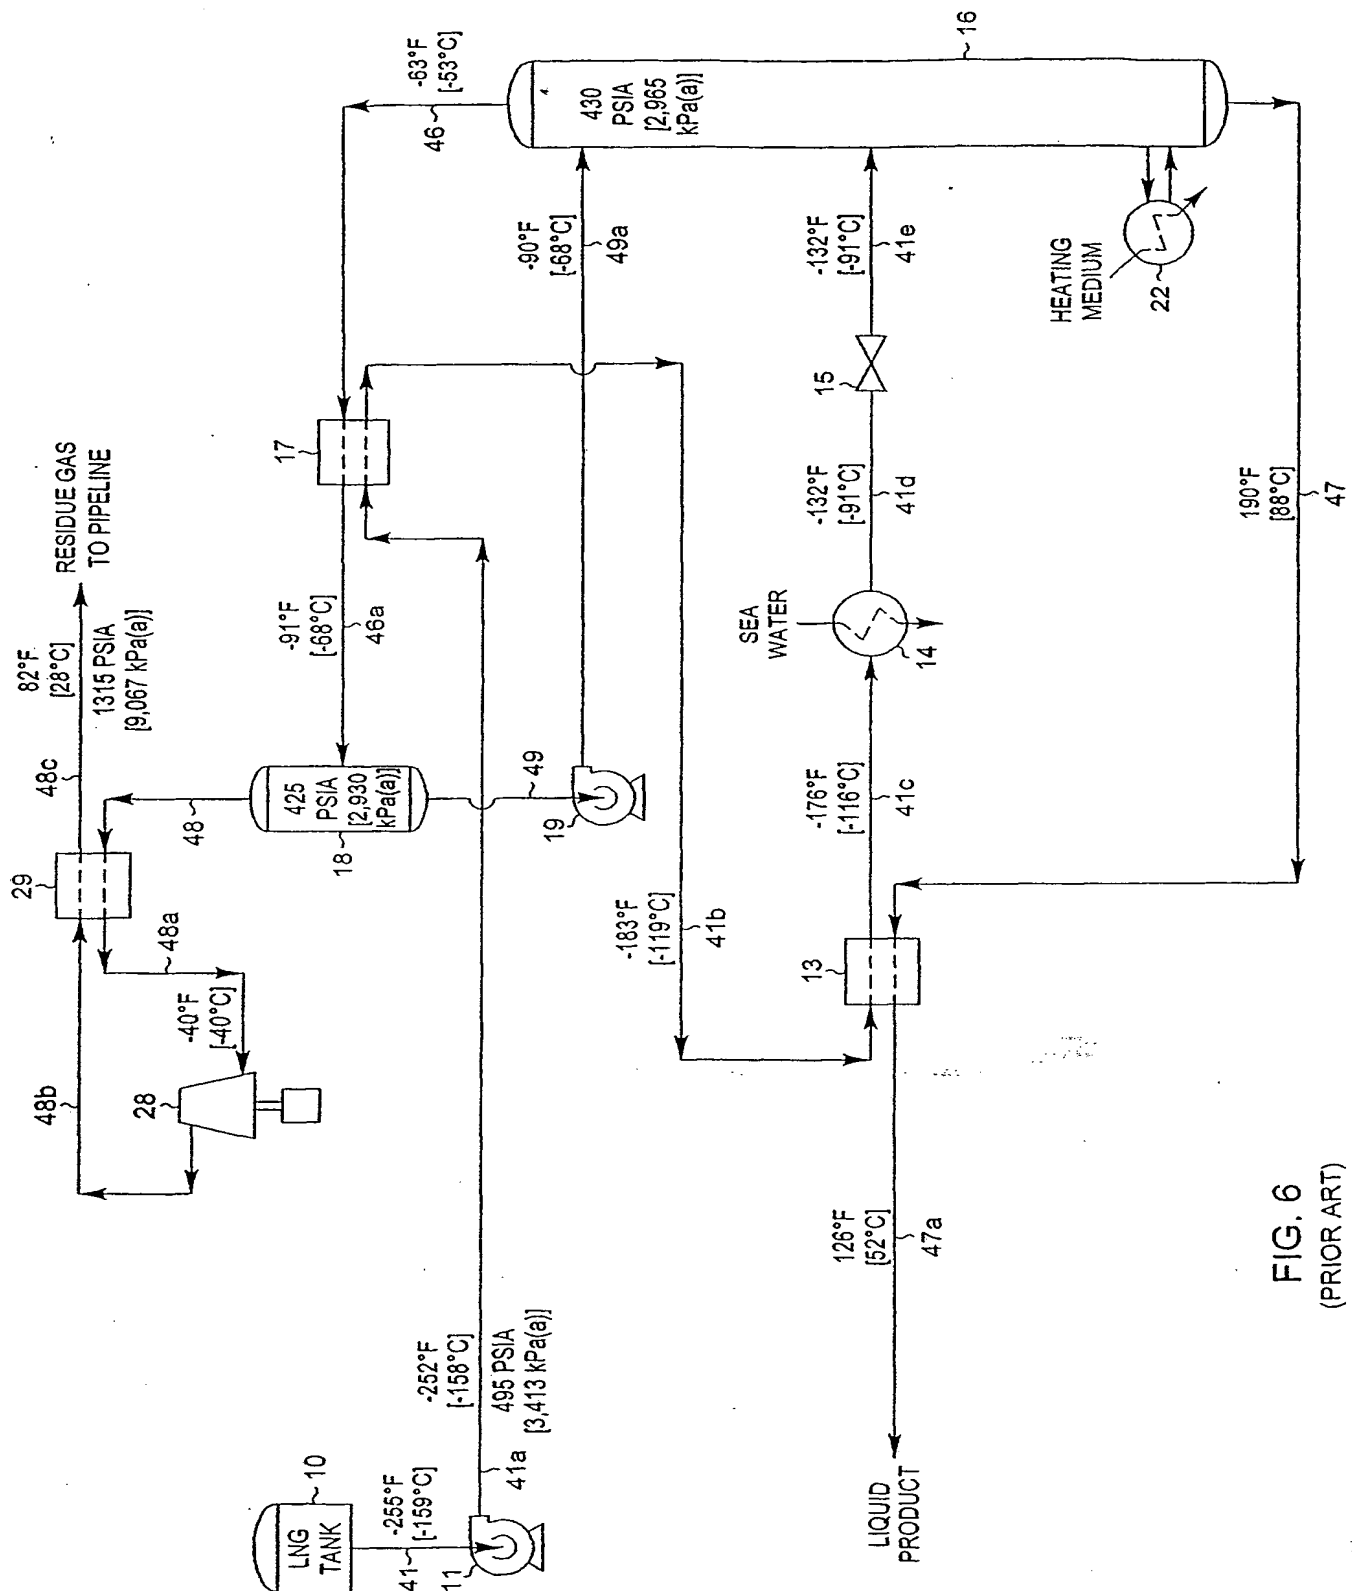 -63°F
[-53°C]
46
16
430
PSIA
[2,965
kPa(a)]
-90°F
[-68°C]
49a
-132°F
[-91°C]
41e
HEATING
MEDIUM
22
15
17
RESIDUE GAS
TO PIPELINE
82°F
[28°C]
1315 PSIA
[9,067 kPa(a)]
48c
-91°F
[-68°C]
46a
-132°F
[-91°C]
41d
190°F
[88°C]
47
SEA
WATER
14
48
425
PSIA
[2,930
kPa(a)]
18
49
19
29
48a
-40°F
[-40°C]
48b
28
-183°F
[-119°C]
41b
-176°F
[-116°C]
41c
13
126°F
[52°C]
47a
-252°F
[-158°C]
495 PSIA
[3,413 kPa(a)]
41a
10
LNG
TANK
-255°F
[-159°C]
41
11
LIQUID
PRODUCT
FIG. 6
(PRIOR ART)